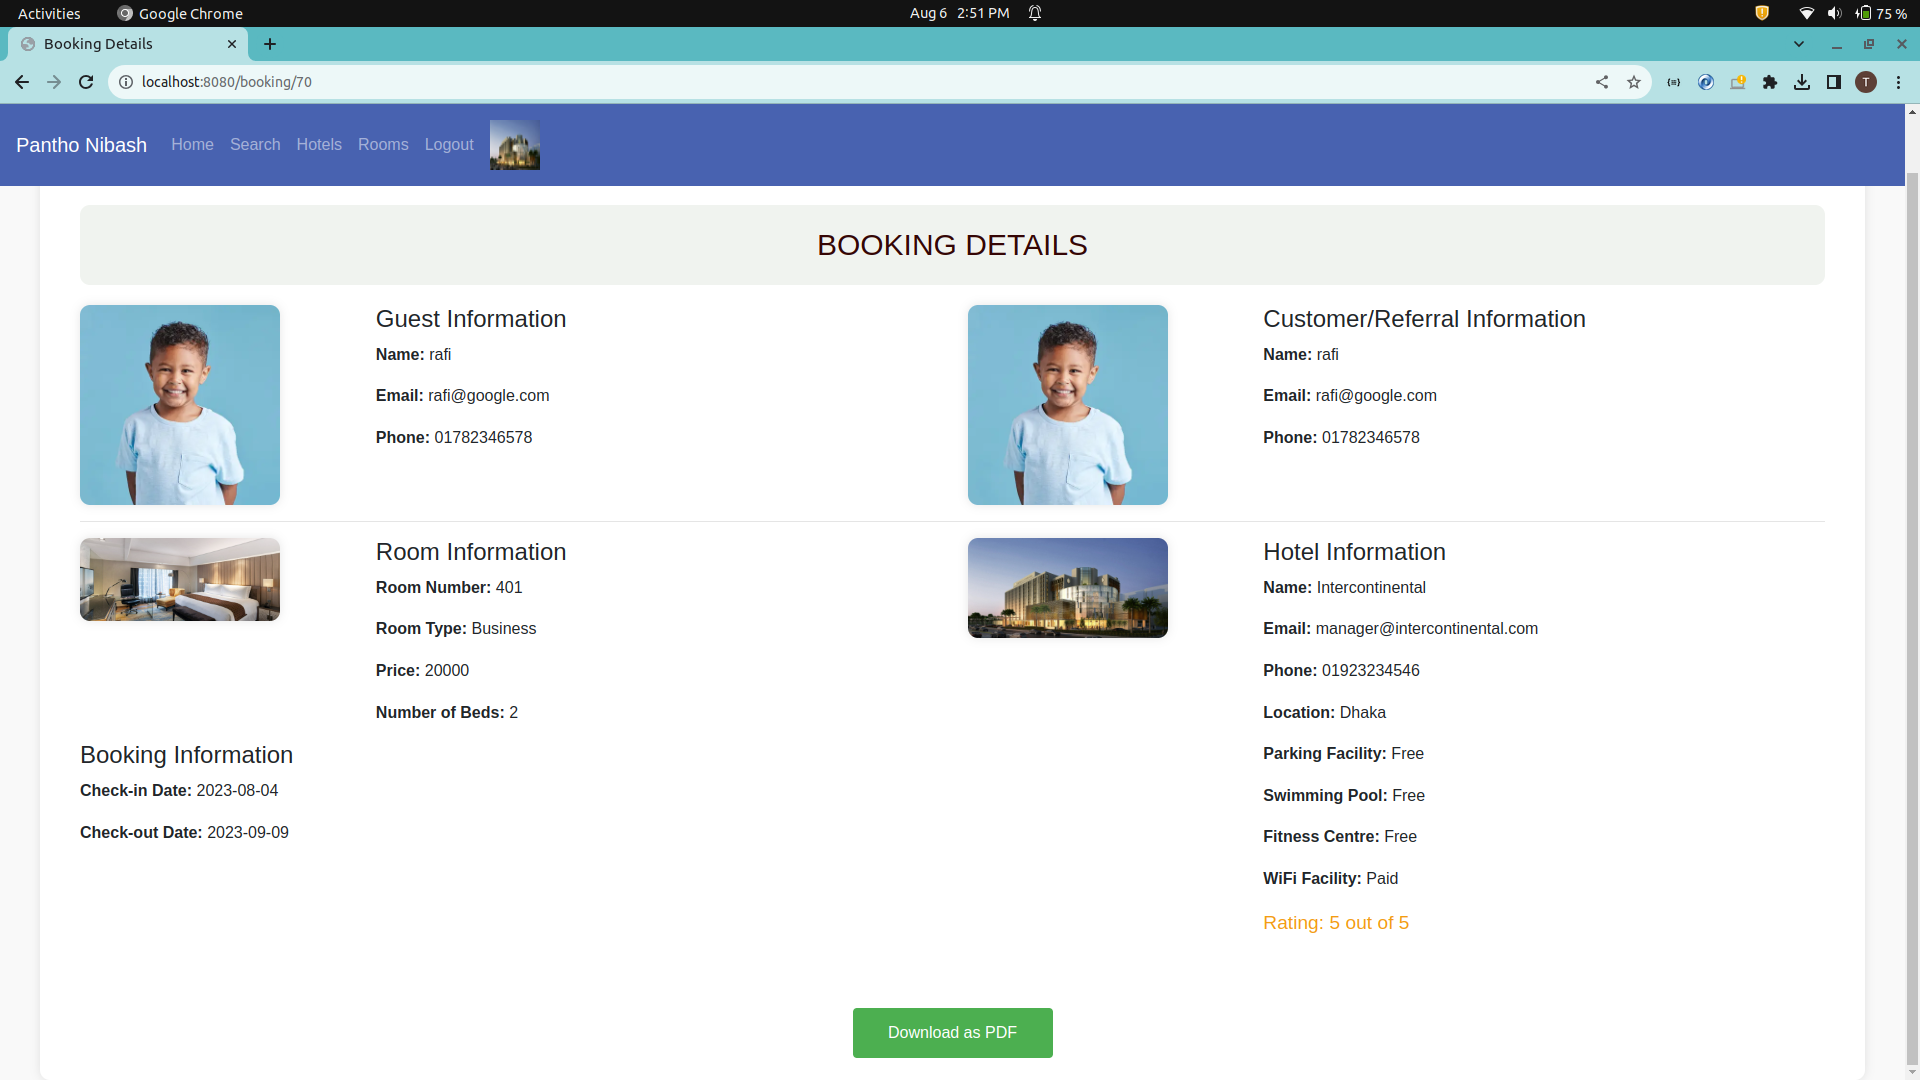 Activities Google Chrome Aug 6 2:51 PM 75 %
Booking Details
localhost:8080/booking/70 T
Pantho Nibash Home Search Hotels Rooms Logout
BOOKING DETAILS
Guest Information
Name: rafi
Email: rafi@google.com
Phone: 01782346578
Customer/Referral Information
Name: rafi
Email: rafi@google.com
Phone: 01782346578
Room Information
Room Number: 401
Room Type: Business
Price: 20000
Number of Beds: 2
Hotel Information
Name: Intercontinental
Email: manager@intercontinental.com
Phone: 01923234546
Location: Dhaka
Parking Facility: Free
Swimming Pool: Free
Fitness Centre: Free
WiFi Facility: Paid
Rating: 5 out of 5
Booking Information
Check-in Date: 2023-08-04
Check-out Date: 2023-09-09
Download as PDF